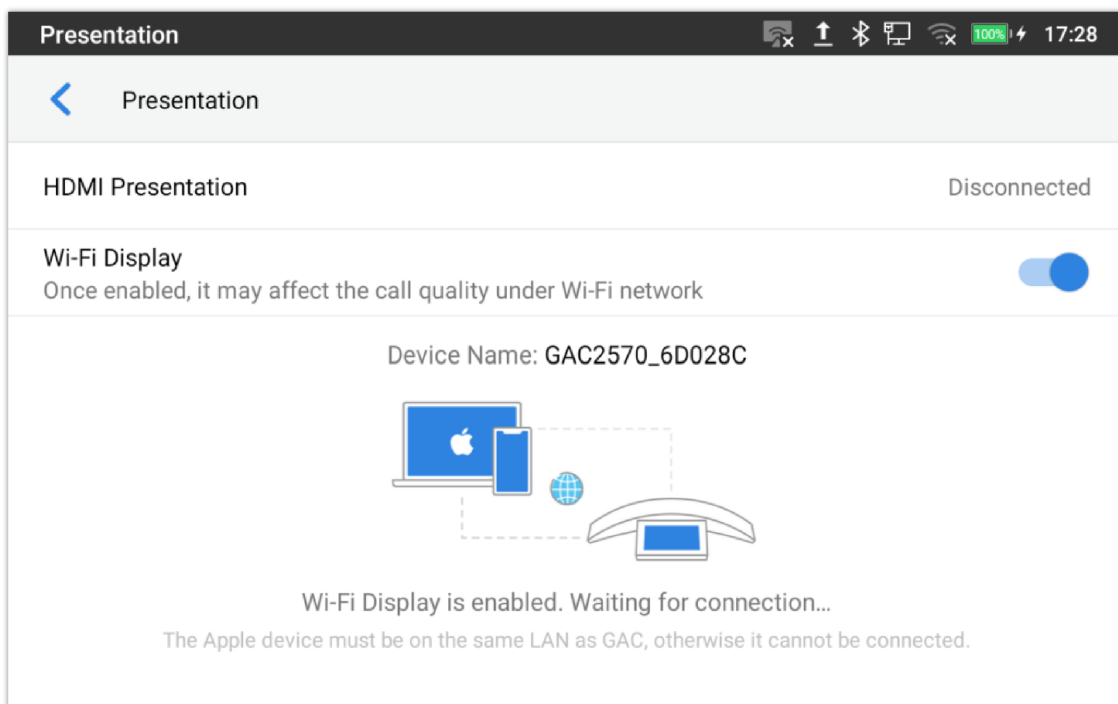 Presentation 100% 17:28
Presentation
HDMI Presentation Disconnected
Wi-Fi Display
Once enabled, it may affect the call quality under Wi-Fi network
Device Name: GAC2570_6D028C
Wi-Fi Display is enabled. Waiting for connection...
The Apple device must be on the same LAN as GAC, otherwise it cannot be connected.